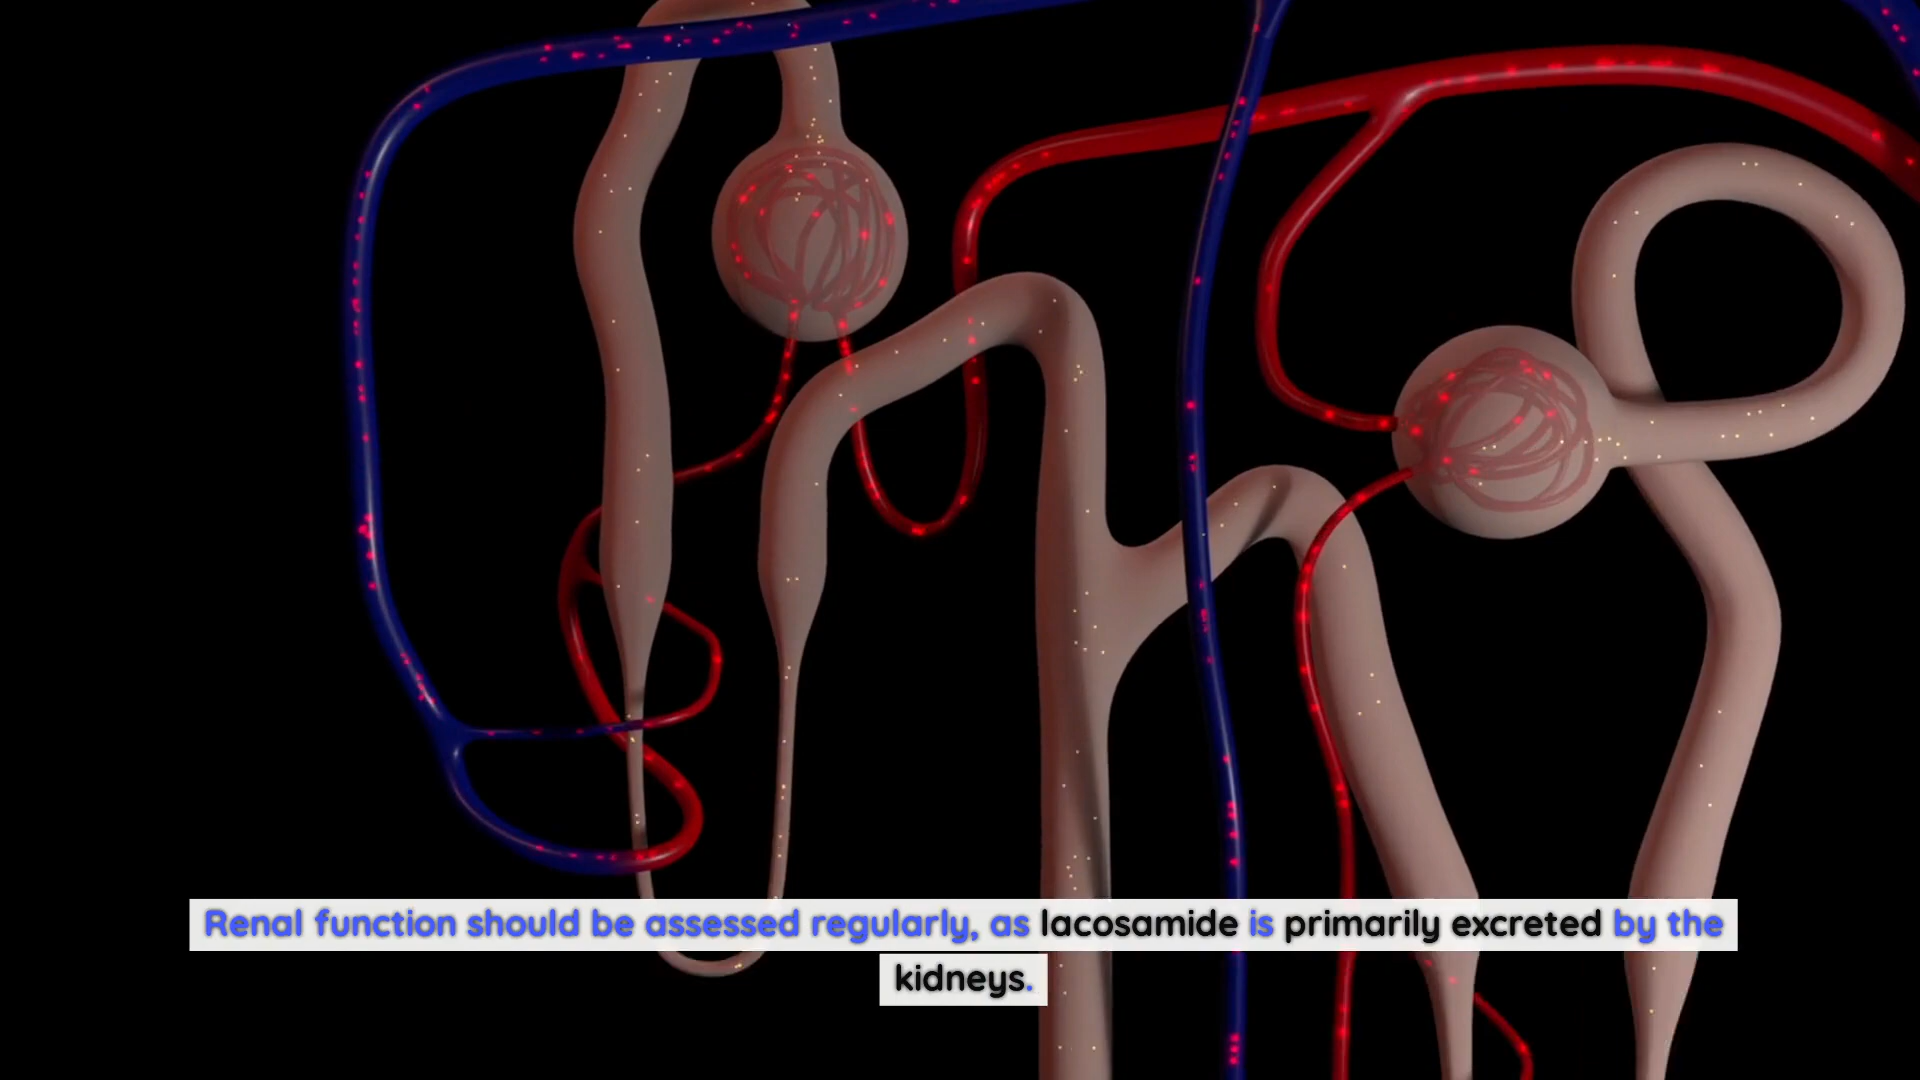 Renal function should be assessed regularly, as lacosamide is primarily excreted by the
kidneys.